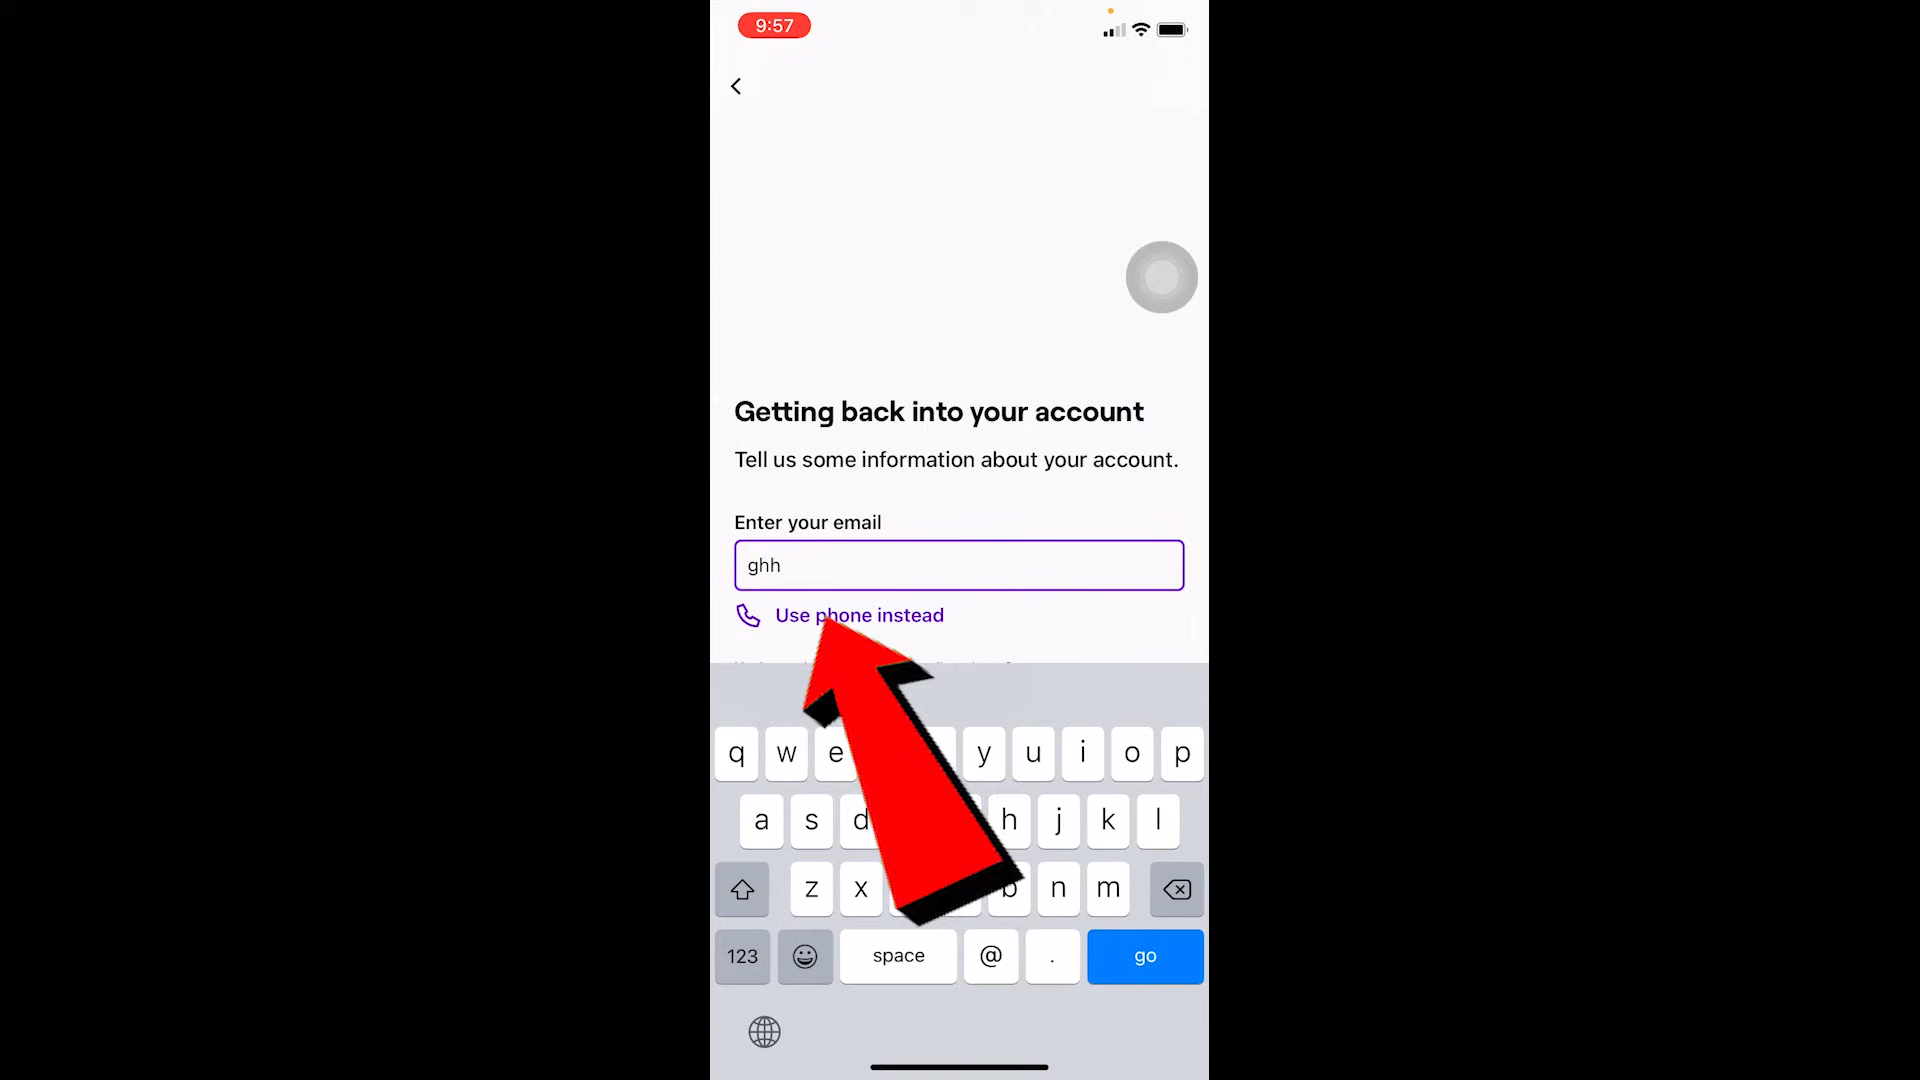 9:57
Getting back into your account
Tell us some information about your account.
Enter your email
ghh
Use phone instead
q w e y u i o p
a s d h j k l
z x b n m
123 space @ . go